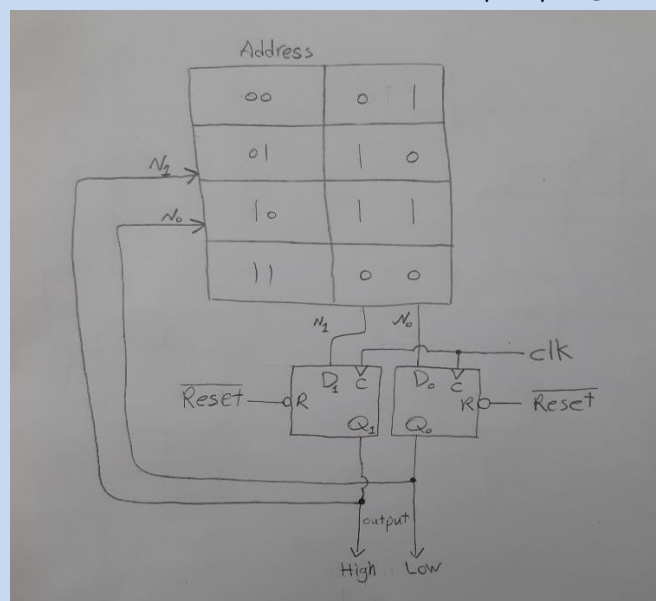 Address
00 0 1
01 1 0
N1
10 1 1
N0
11 0 0
N1 N0
clk
D1 C D0 C
Reset R R Reset
Q1 Q0
output
High Low